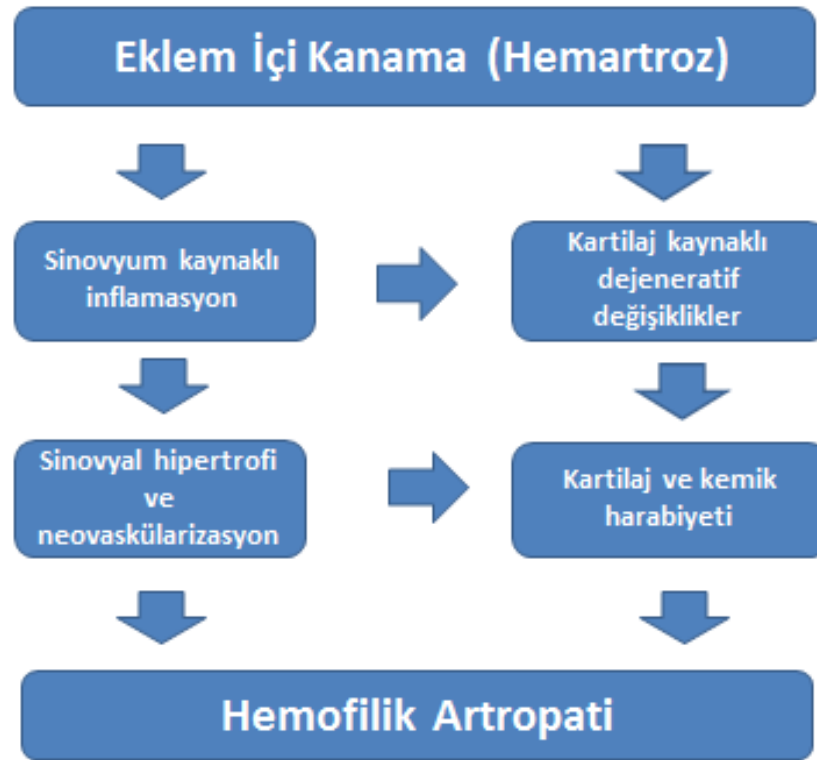 Eklem İçi Kanama (Hemartroz)
Sinovyum kaynaklı
inflamasyon
Kartilaj kaynaklı
dejeneratif
değişiklikler
Sinovyal hipertrofi
ve
neovaskülarizasyon
Kartilaj ve kemik
harabiyeti
Hemofilik Artropati